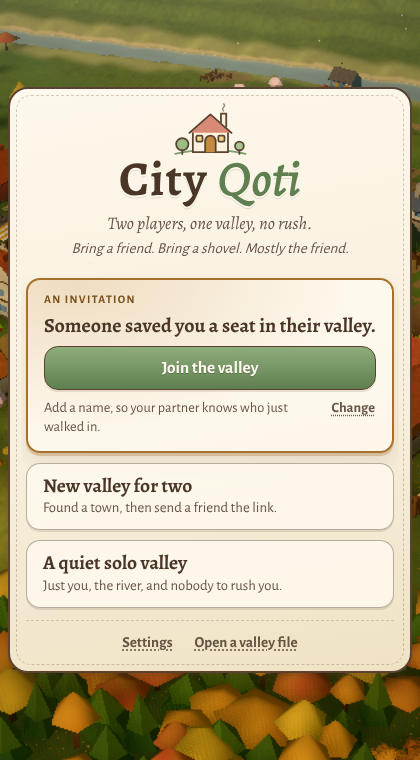 City Qoti
Two players, one valley, no rush.
Bring a friend. Bring a shovel. Mostly the friend.
AN INVITATION
Someone saved you a seat in their valley.
Join the valley
Add a name, so your partner knows who just
walked in.
Change
New valley for two
Found a town, then send a friend the link.
A quiet solo valley
Just you, the river, and nobody to rush you.
Settings
Open a valley file